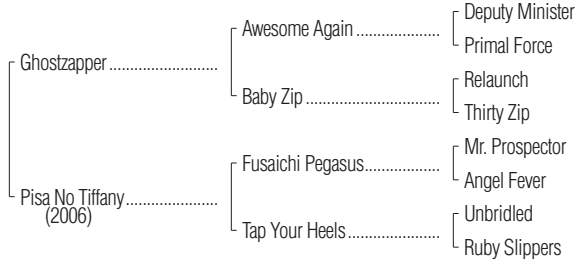 Deputy Minister
Awesome Again ....................
Primal Force
Ghostzapper ..........................
Relaunch
Baby Zip ................................
Thirty Zip
Mr. Prospector
Fusaichi Pegasus..................
Angel Fever
Pisa No Tiffany ......................
(2006)
Unbridled
Tap Your Heels......................
Ruby Slippers